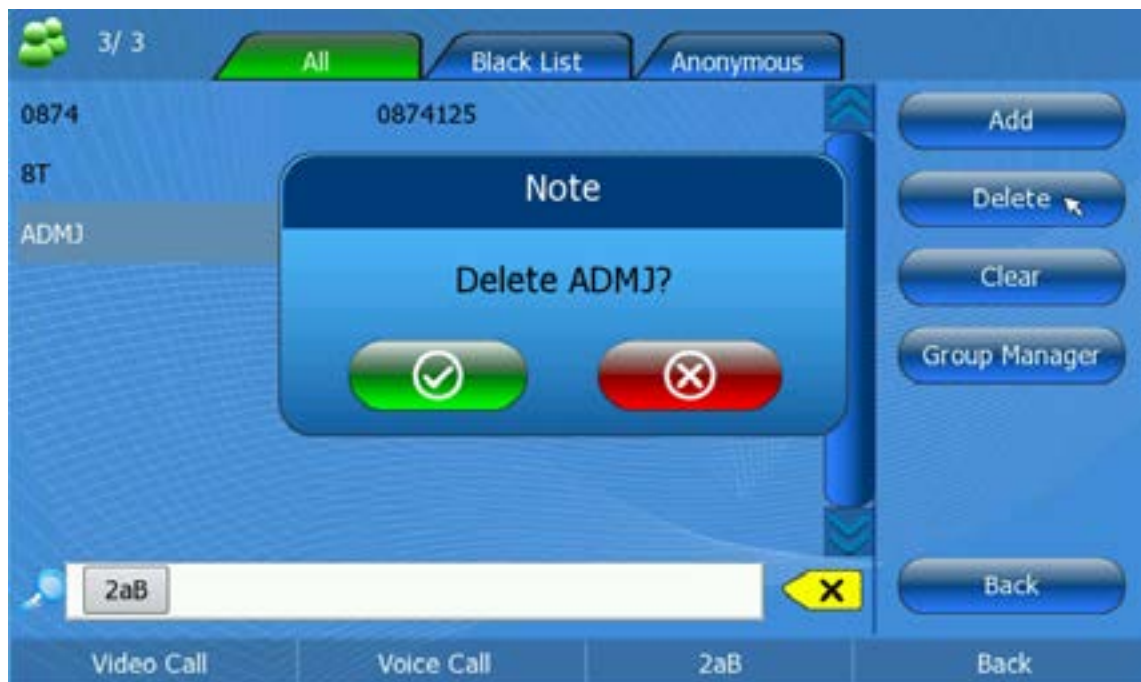 3/ 3
All
Black List
Anonymous
0874 0874125
8T
ADMJ
Note
Delete ADMJ?
Add
Delete
Clear
Group Manager
Back
2aB
Video Call
Voice Call
2aB
Back